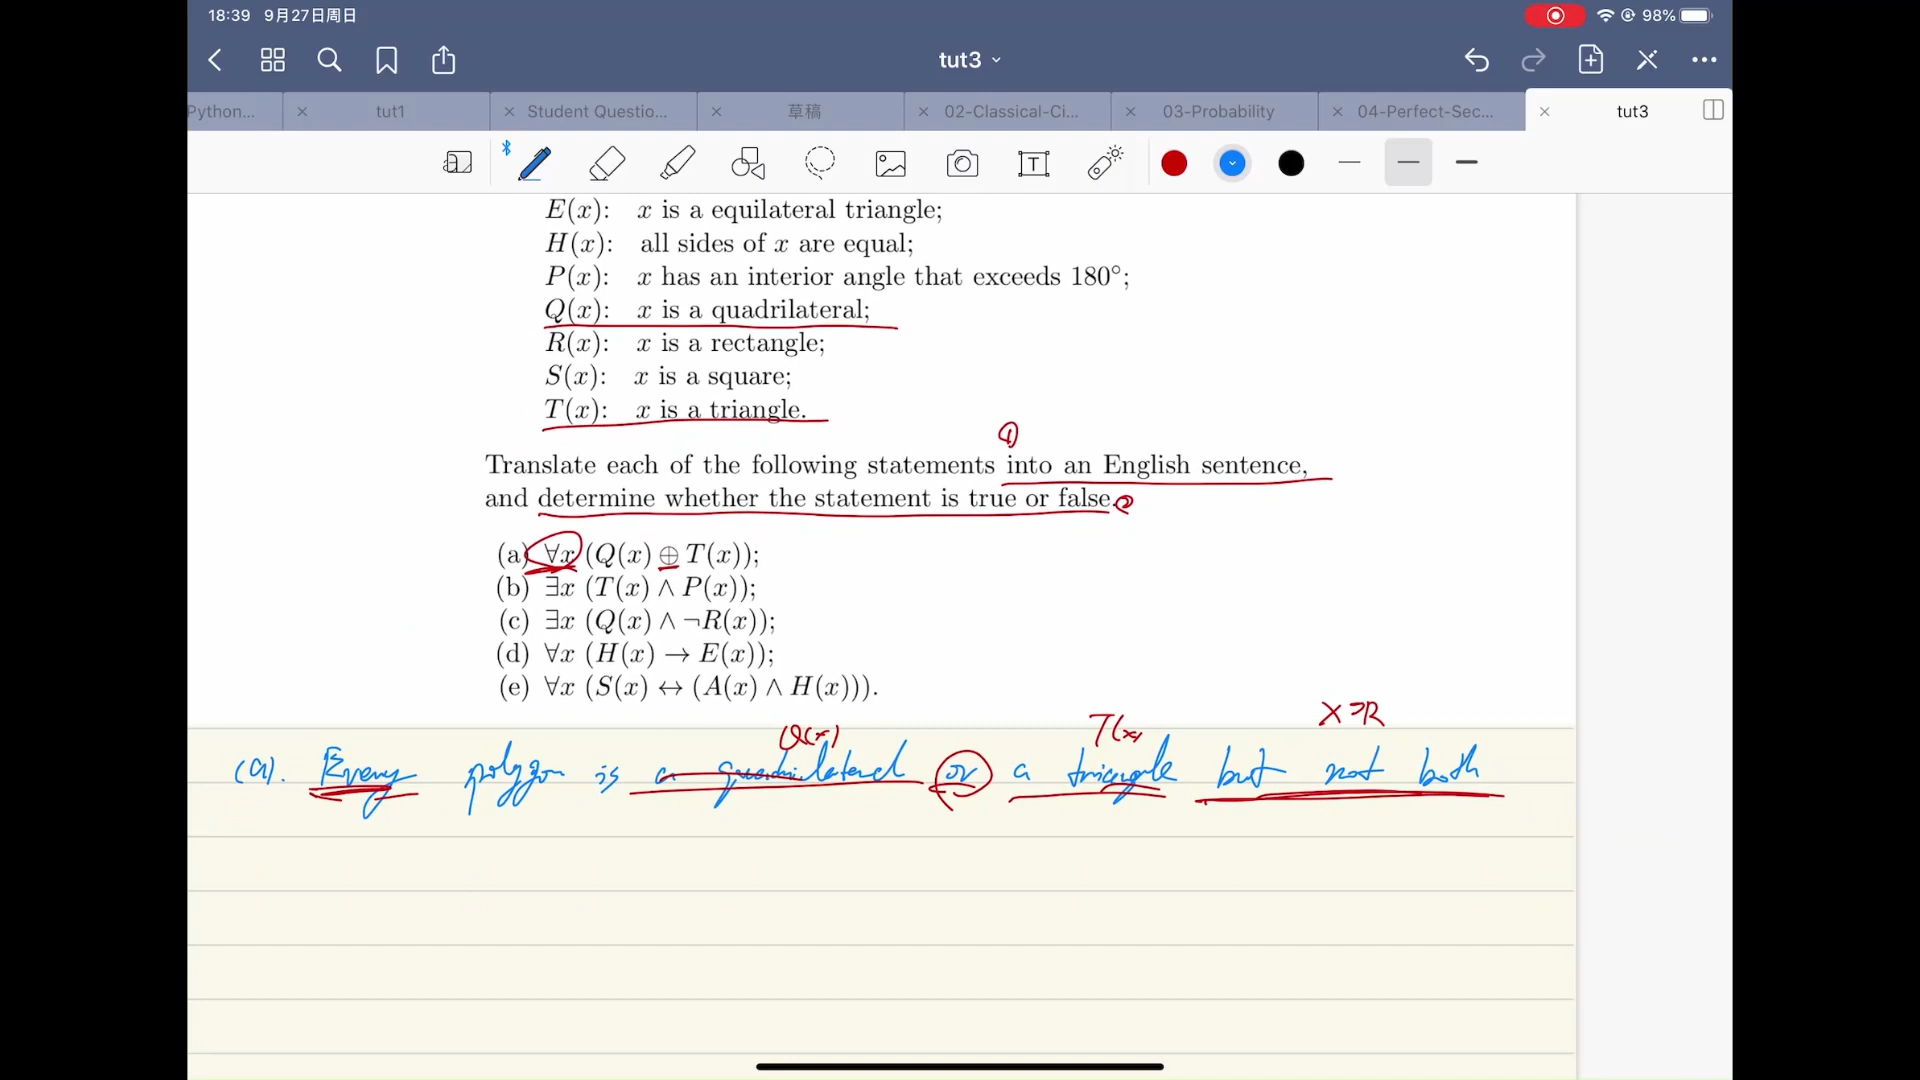 18:39 9月27日周日 98%
tut3
Python... tut1 Student Questio... 草稿 02-Classical-Ci... 03-Probability 04-Perfect-Sec... tut3
E(x): x is a equilateral triangle;
H(x): all sides of x are equal;
P(x): x has an interior angle that exceeds 180°;
Q(x): x is a quadrilateral;
R(x): x is a rectangle;
S(x): x is a square;
T(x): x is a triangle.
①
Translate each of the following statements into an English sentence,
and determine whether the statement is true or false. ②
(a) ∀x (Q(x) ⊕ T(x));
(b) ∃x (T(x) ∧ P(x));
(c) ∃x (Q(x) ∧ ¬R(x));
(d) ∀x (H(x) → E(x));
(e) ∀x (S(x) ↔ (A(x) ∧ H(x))).
Q(x) T(x)
(a). Every polygon is a quadrilateral or a triangle but not both